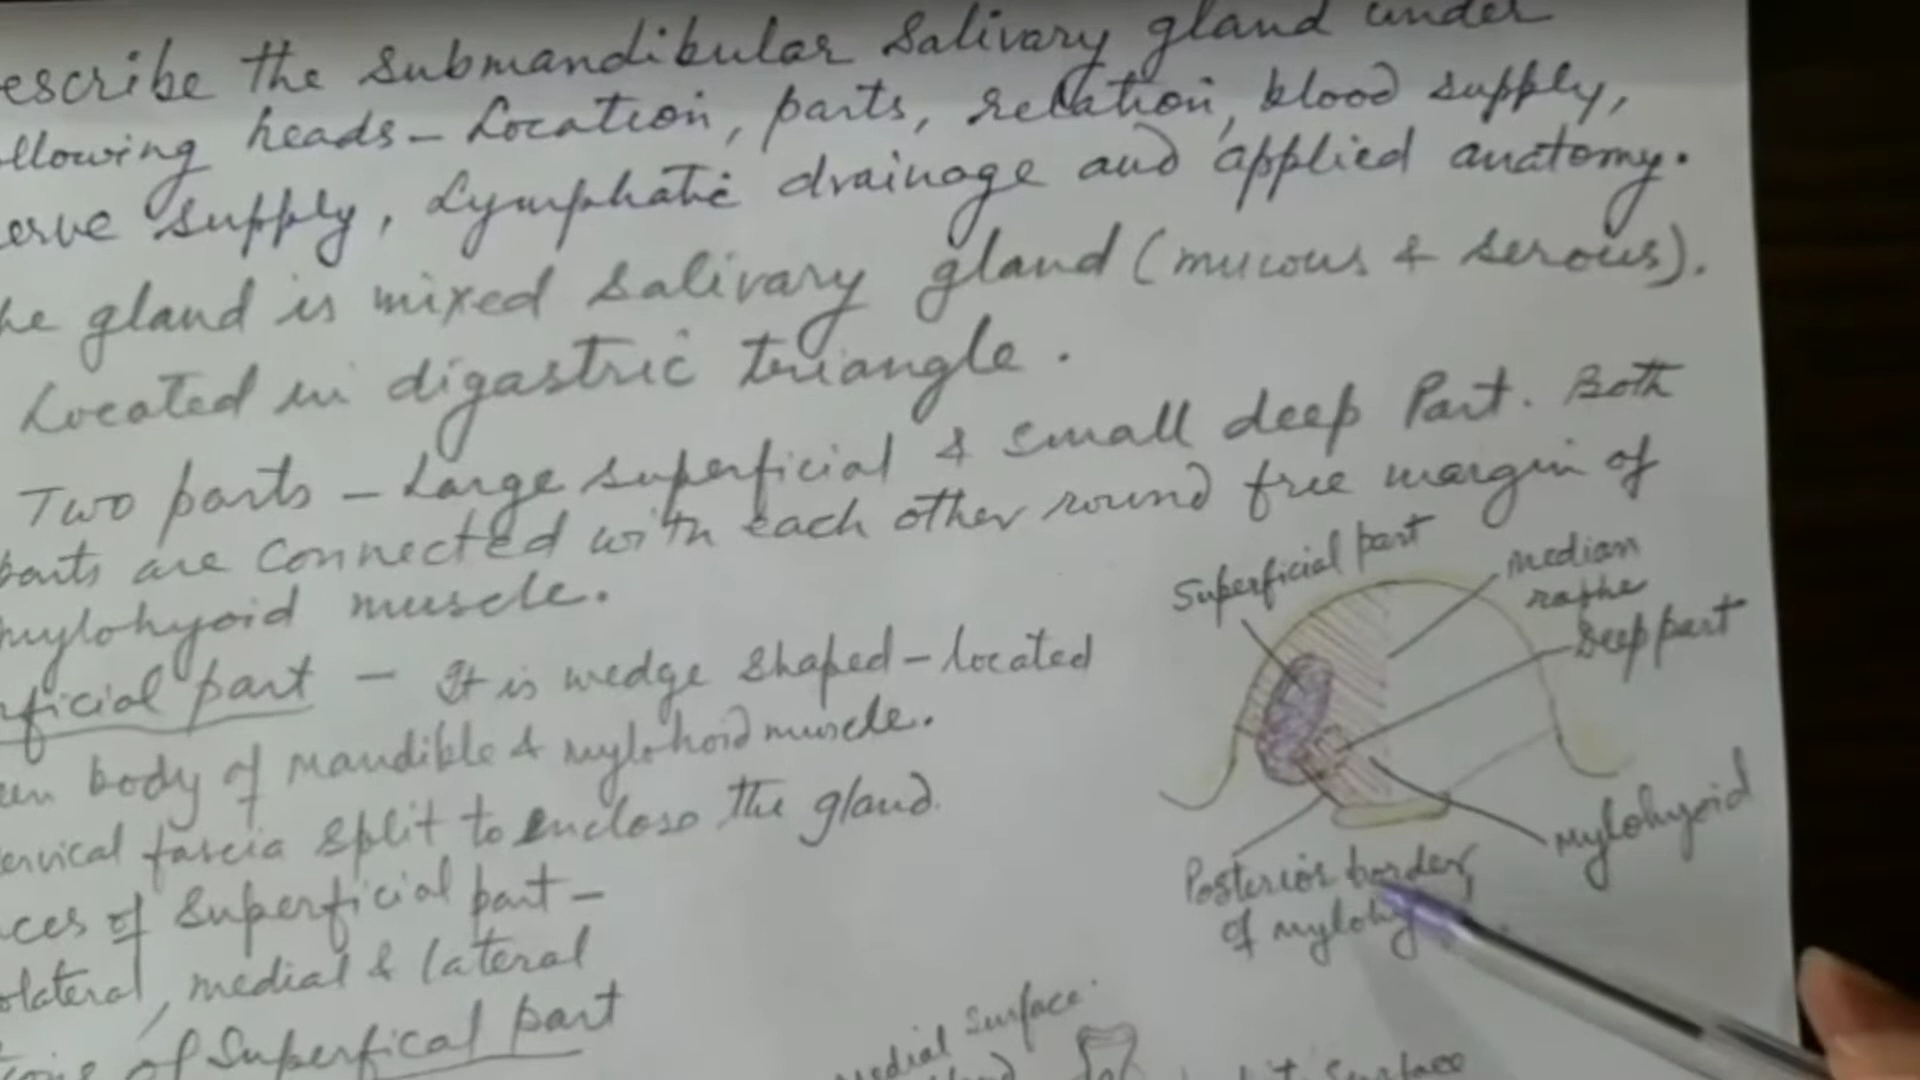 escribe the submandibular salivary gland under
ollowing heads - Location, parts, relation, blood supply,
erve supply, Lymphatic drainage and applied anatomy.
he gland is mixed salivary gland (mucous & serous).
Located in digastric triangle.
Two parts - Large superficial & small deep Part. Both
parts are connected with each other round free margin of
mylohyoid muscle.
Superficial part
median
raphe
Deep part
ficial part - It is wedge shaped - located
een body of mandible & mylohoid muscle.
ervical fascia split to enclose the gland.
mylohyoid
Posterior border
of mylohy
ces of Superficial part -
olateral, medial & lateral
of Superfical part
medial surface
surface